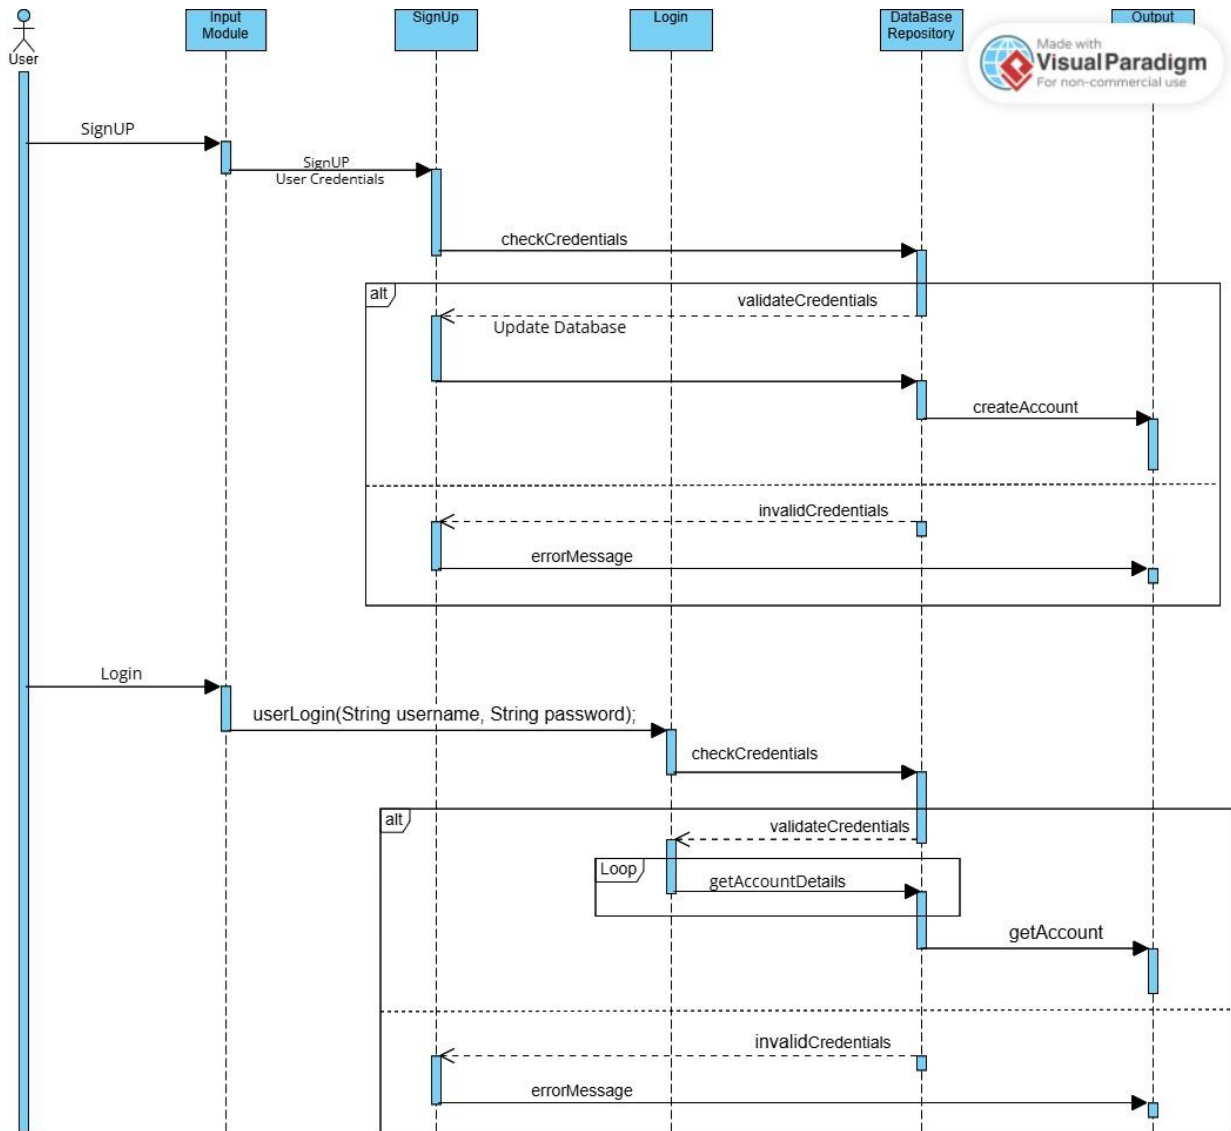 Input
Module
SignUp
Login
DataBase
Repository
Output
Made with
Visual Paradigm
For non-commercial use
User
SignUP
SignUP
User Credentials
checkCredentials
alt
validateCredentials
Update Database
createAccount
invalidCredentials
errorMessage
Login
userLogin(String username, String password);
checkCredentials
alt
validateCredentials
Loop
getAccountDetails
getAccount
invalidCredentials
errorMessage